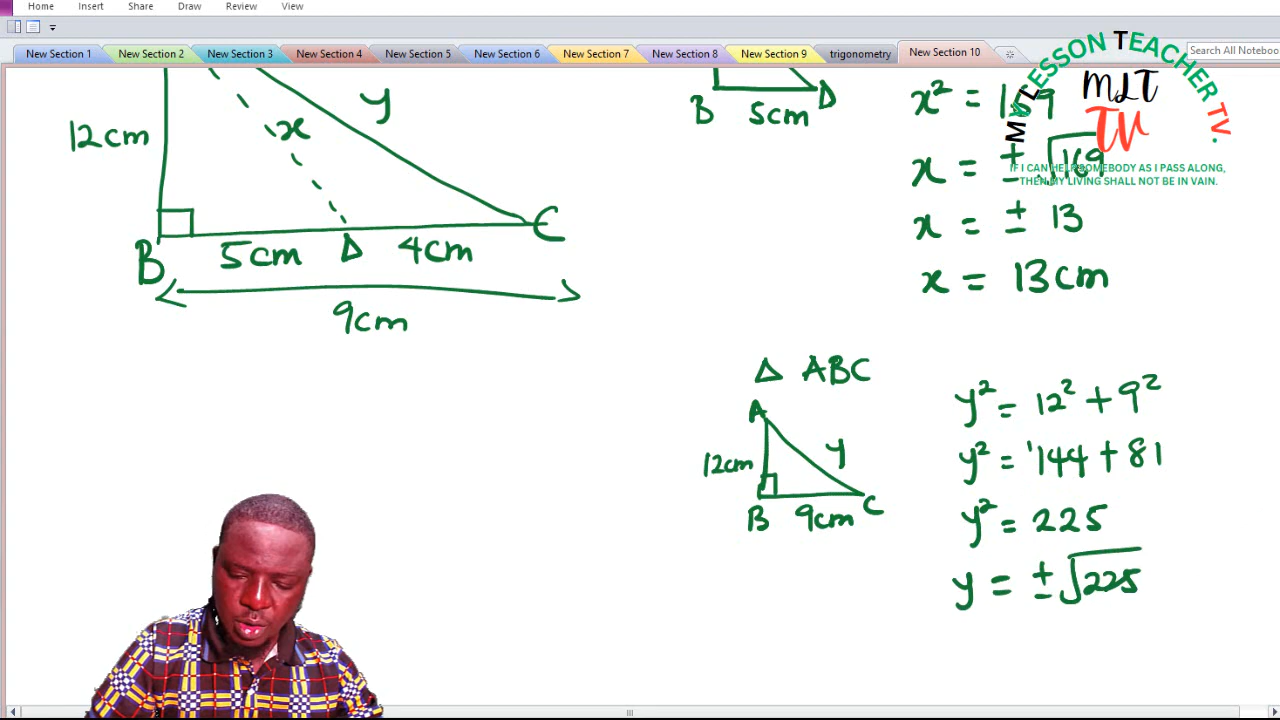 Home Insert Share Draw Review View
New Section 1 New Section 2 New Section 3 New Section 4 New Section 5 New Section 6 New Section 7 New Section 8 New Section 9 trigonometry New Section 10
Search All Noteboo
MY LESSON TEACHER TV.
MLT
TV
IF I CAN HELP SOMEBODY AS I PASS ALONG,
THEN MY LIVING SHALL NOT BE IN VAIN.
12cm
x
y
B
5cm
D
4cm
C
9cm
B
5cm
D
x² = 169
x = ± √169
x = ± 13
x = 13cm
Δ ABC
A
12cm
y
B
9cm
C
y² = 12² + 9²
y² = 144 + 81
y² = 225
y = ± √225